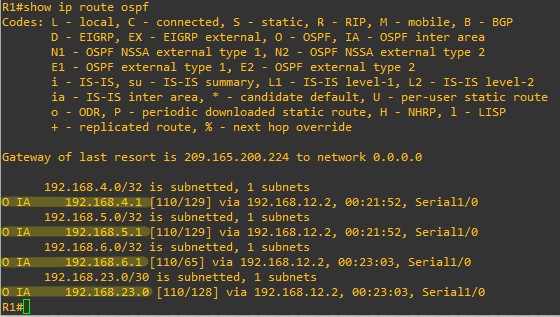 R1#show ip route ospf
Codes: L - local, C - connected, S - static, R - RIP, M - mobile, B - BGP
D - EIGRP, EX - EIGRP external, O - OSPF, IA - OSPF inter area
N1 - OSPF NSSA external type 1, N2 - OSPF NSSA external type 2
E1 - OSPF external type 1, E2 - OSPF external type 2
i - IS-IS, su - IS-IS summary, L1 - IS-IS level-1, L2 - IS-IS level-2
ia - IS-IS inter area, * - candidate default, U - per-user static route
o - ODR, P - periodic downloaded static route, H - NHRP, l - LISP
+ - replicated route, % - next hop override
Gateway of last resort is 209.165.200.224 to network 0.0.0.0
192.168.4.0/32 is subnetted, 1 subnets
O IA 192.168.4.1 [110/129] via 192.168.12.2, 00:21:52, Serial1/0
192.168.5.0/32 is subnetted, 1 subnets
O IA 192.168.5.1 [110/129] via 192.168.12.2, 00:21:52, Serial1/0
192.168.6.0/32 is subnetted, 1 subnets
O IA 192.168.6.1 [110/65] via 192.168.12.2, 00:23:03, Serial1/0
192.168.23.0/30 is subnetted, 1 subnets
O IA 192.168.23.0 [110/128] via 192.168.12.2, 00:23:03, Serial1/0
R1#